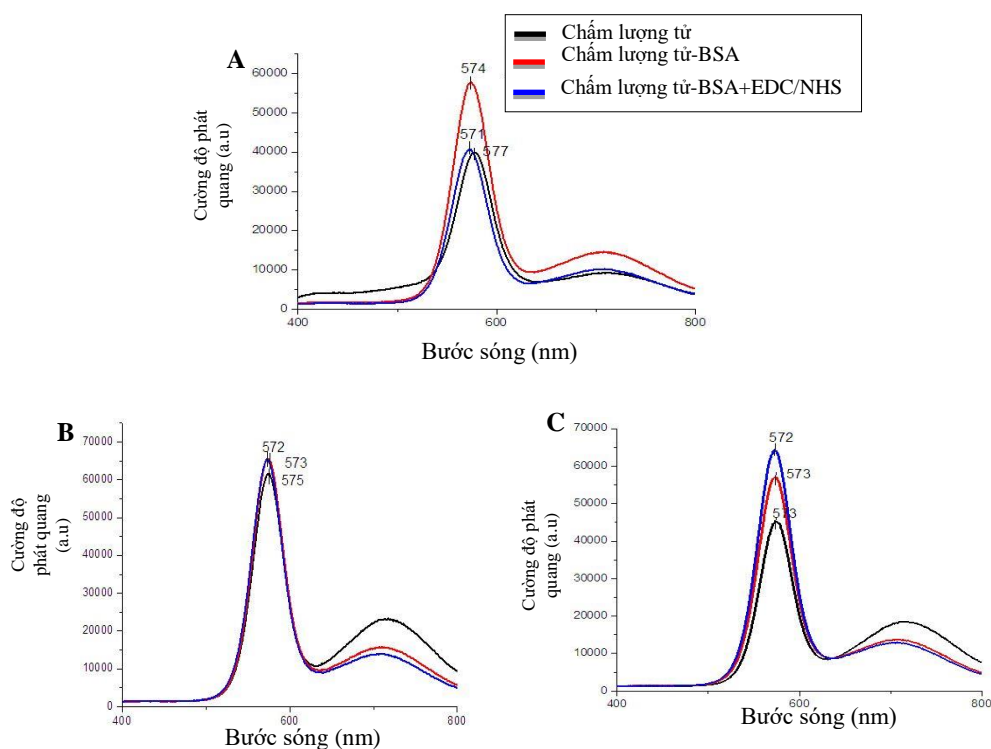 Chấm lượng tử
Chấm lượng tử-BSA
Chấm lượng tử-BSA+EDC/NHS
A
Cường độ phát
quang (a.u)
60000
50000
40000
30000
20000
10000
0
574
571
577
400
600
800
Bước sóng (nm)
B
Cường độ
phát quang
(a.u)
70000
60000
50000
40000
30000
20000
10000
0
572
573
575
400
600
800
Bước sóng (nm)
C
Cường độ phát
quang (a.u)
70000
60000
50000
40000
30000
20000
10000
0
572
573
573
400
600
800
Bước sóng (nm)